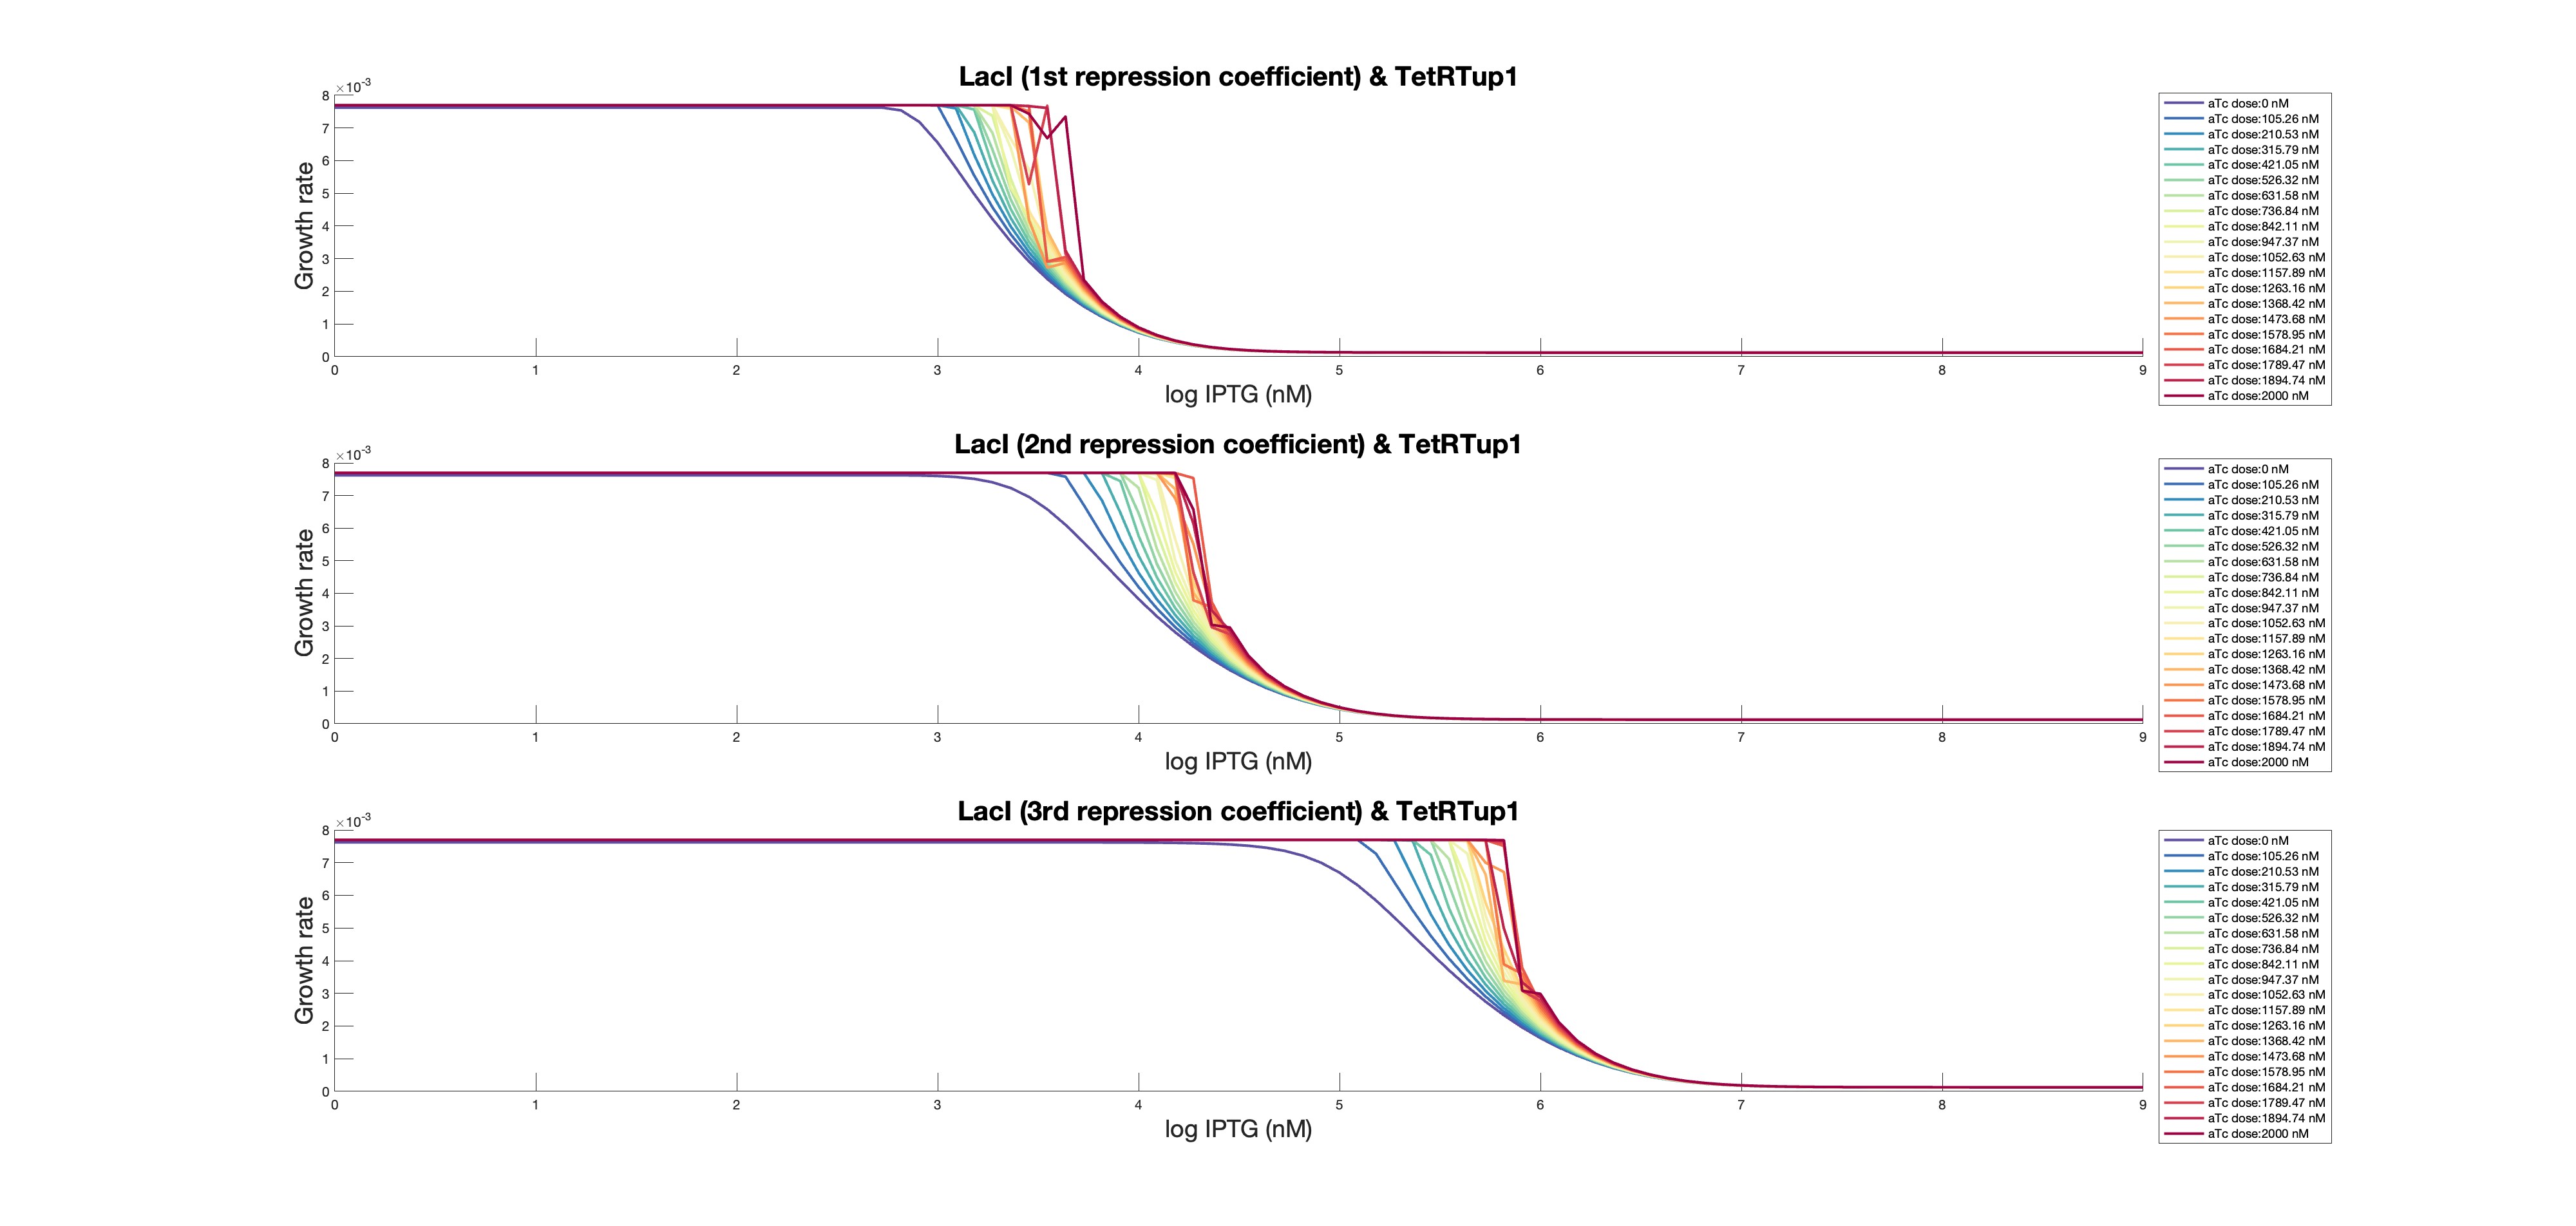 LacI (1st repression coefficient) & TetRTup1
×10-3
8
7
6
5
4
3
2
1
0
Growth rate
0 1 2 3 4 5 6 7 8 9
log IPTG (nM)
aTc dose:0 nM
aTc dose:105.26 nM
aTc dose:210.53 nM
aTc dose:315.79 nM
aTc dose:421.05 nM
aTc dose:526.32 nM
aTc dose:631.58 nM
aTc dose:736.84 nM
aTc dose:842.11 nM
aTc dose:947.37 nM
aTc dose:1052.63 nM
aTc dose:1157.89 nM
aTc dose:1263.16 nM
aTc dose:1368.42 nM
aTc dose:1473.68 nM
aTc dose:1578.95 nM
aTc dose:1684.21 nM
aTc dose:1789.47 nM
aTc dose:1894.74 nM
aTc dose:2000 nM
LacI (2nd repression coefficient) & TetRTup1
×10-3
8
7
6
5
4
3
2
1
0
Growth rate
0 1 2 3 4 5 6 7 8 9
log IPTG (nM)
aTc dose:0 nM
aTc dose:105.26 nM
aTc dose:210.53 nM
aTc dose:315.79 nM
aTc dose:421.05 nM
aTc dose:526.32 nM
aTc dose:631.58 nM
aTc dose:736.84 nM
aTc dose:842.11 nM
aTc dose:947.37 nM
aTc dose:1052.63 nM
aTc dose:1157.89 nM
aTc dose:1263.16 nM
aTc dose:1368.42 nM
aTc dose:1473.68 nM
aTc dose:1578.95 nM
aTc dose:1684.21 nM
aTc dose:1789.47 nM
aTc dose:1894.74 nM
aTc dose:2000 nM
LacI (3rd repression coefficient) & TetRTup1
×10-3
8
7
6
5
4
3
2
1
0
Growth rate
0 1 2 3 4 5 6 7 8 9
log IPTG (nM)
aTc dose:0 nM
aTc dose:105.26 nM
aTc dose:210.53 nM
aTc dose:315.79 nM
aTc dose:421.05 nM
aTc dose:526.32 nM
aTc dose:631.58 nM
aTc dose:736.84 nM
aTc dose:842.11 nM
aTc dose:947.37 nM
aTc dose:1052.63 nM
aTc dose:1157.89 nM
aTc dose:1263.16 nM
aTc dose:1368.42 nM
aTc dose:1473.68 nM
aTc dose:1578.95 nM
aTc dose:1684.21 nM
aTc dose:1789.47 nM
aTc dose:1894.74 nM
aTc dose:2000 nM